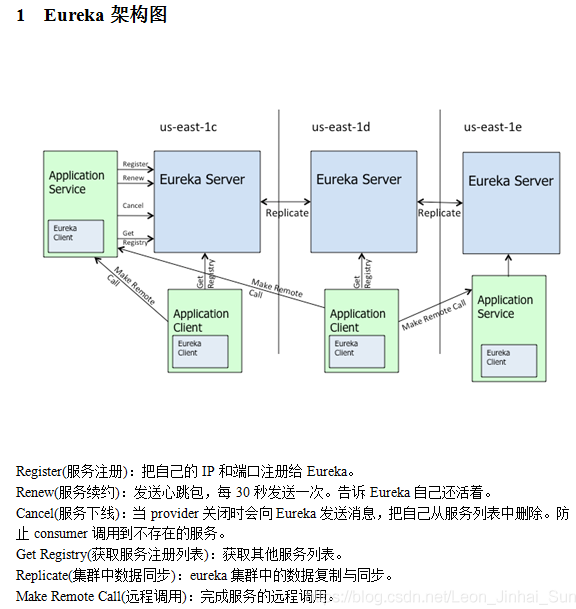 1 Eureka 架构图
us-east-1c
us-east-1d
us-east-1e
Application
Service
Eureka
Client
Register
Renew
Cancel
Get
Registry
Eureka Server
Replicate
Eureka Server
Replicate
Eureka Server
Make Remote
Call
Get
Registry
Make Remote
Call
Get
Registry
Make Remote Call
Application
Client
Eureka
Client
Application
Client
Eureka
Client
Application
Service
Eureka
Client
Register(服务注册)：把自己的 IP 和端口注册给 Eureka。
Renew(服务续约)：发送心跳包，每 30 秒发送一次。告诉 Eureka 自己还活着。
Cancel(服务下线)：当 provider 关闭时会向 Eureka 发送消息，把自己从服务列表中删除。防
止 consumer 调用到不存在的服务。
Get Registry(获取服务注册列表)：获取其他服务列表。
Replicate(集群中数据同步)：eureka 集群中的数据复制与同步。
Make Remote Call(远程调用)：完成服务的远程调用。
https://blog.csdn.net/Leon_Jinhai_Sun